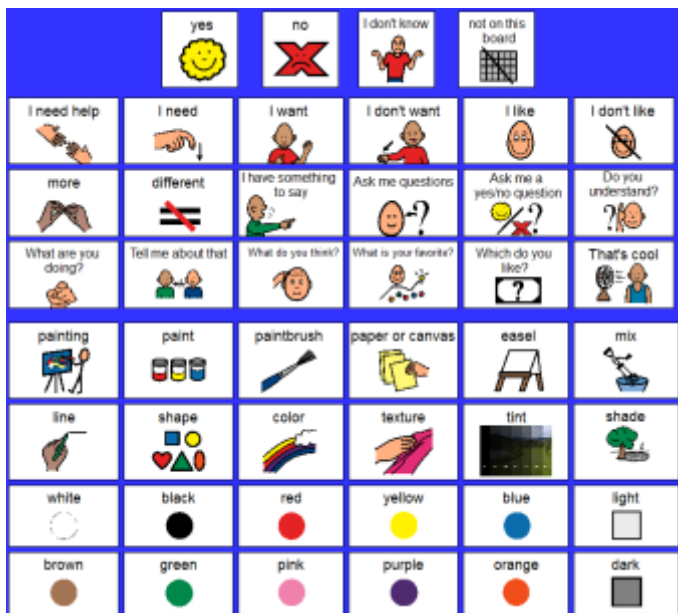 yes
no
I don't know
not on this
board
I need help
I need
I want
I don't want
I like
I don't like
more
different
I have something
to say
Ask me questions
Ask me a
yes/no question
Do you
understand?
What are you
doing?
Tell me about that
What do you think?
What is your favorite?
Which do you
like?
That's cool
painting
paint
paintbrush
paper or canvas
easel
mix
line
shape
color
texture
tint
shade
white
black
red
yellow
blue
light
brown
green
pink
purple
orange
dark